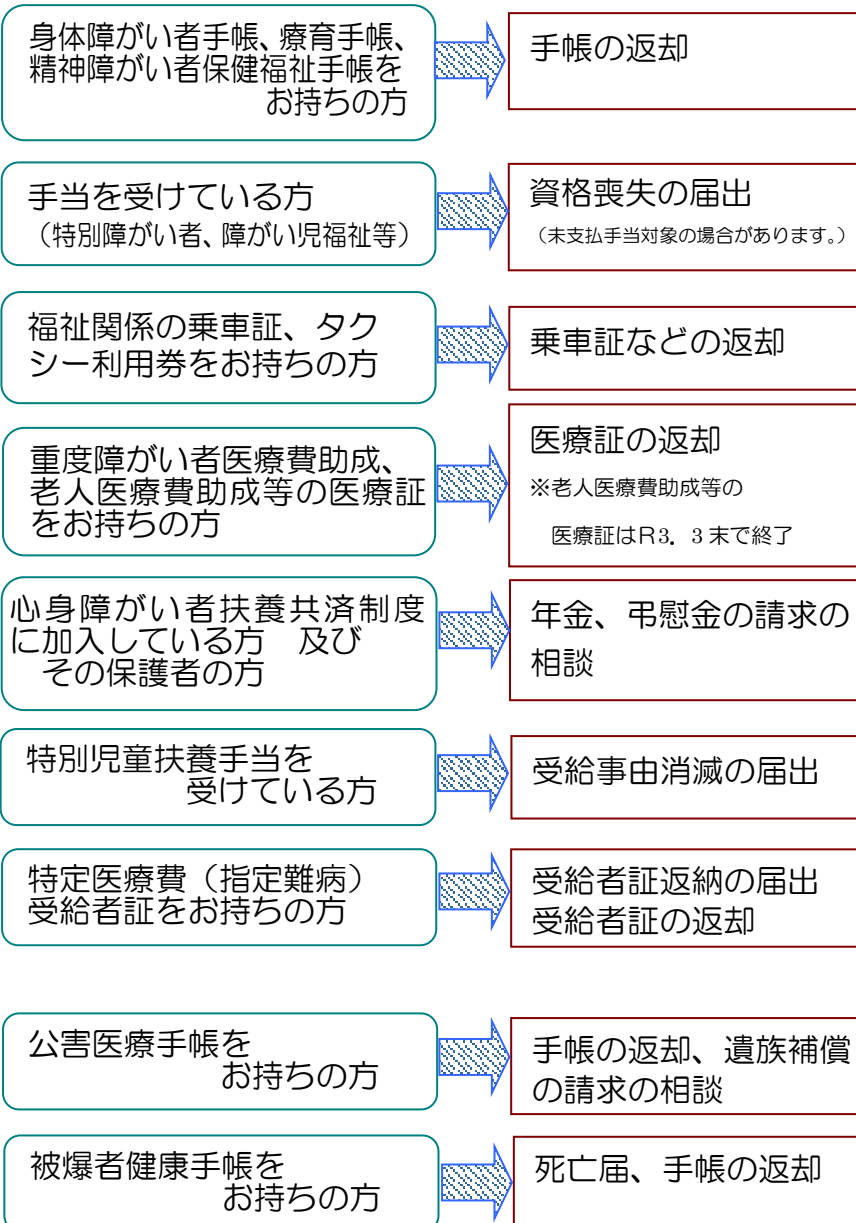 身体障がい者手帳、療育手帳、
精神障がい者保健福祉手帳を
お持ちの方
手帳の返却
手当を受けている方
（特別障がい者、障がい児福祉等）
資格喪失の届出
（未支払手当対象の場合があります。）
福祉関係の乗車証、タク
シー利用券をお持ちの方
乗車証などの返却
重度障がい者医療費助成、
老人医療費助成等の医療証
をお持ちの方
医療証の返却
※老人医療費助成等の
医療証はR3．3末で終了
心身障がい者扶養共済制度
に加入している方　及び
その保護者の方
年金、弔慰金の請求の
相談
特別児童扶養手当を
受けている方
受給事由消滅の届出
特定医療費（指定難病）
受給者証をお持ちの方
受給者証返納の届出
受給者証の返却
公害医療手帳を
お持ちの方
手帳の返却、遺族補償
の請求の相談
被爆者健康手帳を
お持ちの方
死亡届、手帳の返却